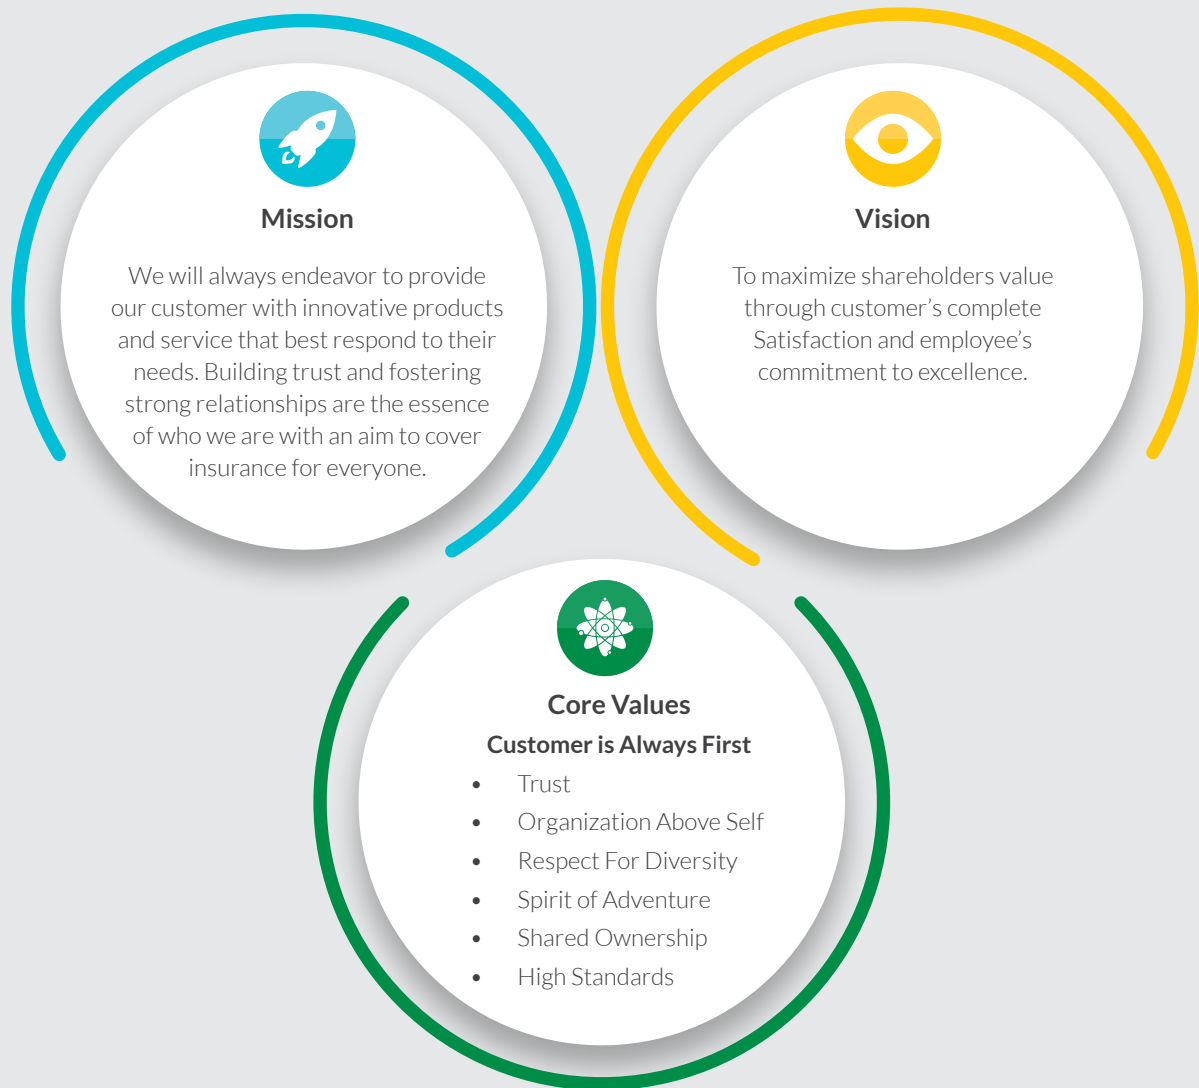 Mission
We will always endeavor to provide
our customer with innovative products
and service that best respond to their
needs. Building trust and fostering
strong relationships are the essence
of who we are with an aim to cover
insurance for everyone.
Vision
To maximize shareholders value
through customer’s complete
Satisfaction and employee’s
commitment to excellence.
Core Values
Customer is Always First
• Trust
• Organization Above Self
• Respect For Diversity
• Spirit of Adventure
• Shared Ownership
• High Standards